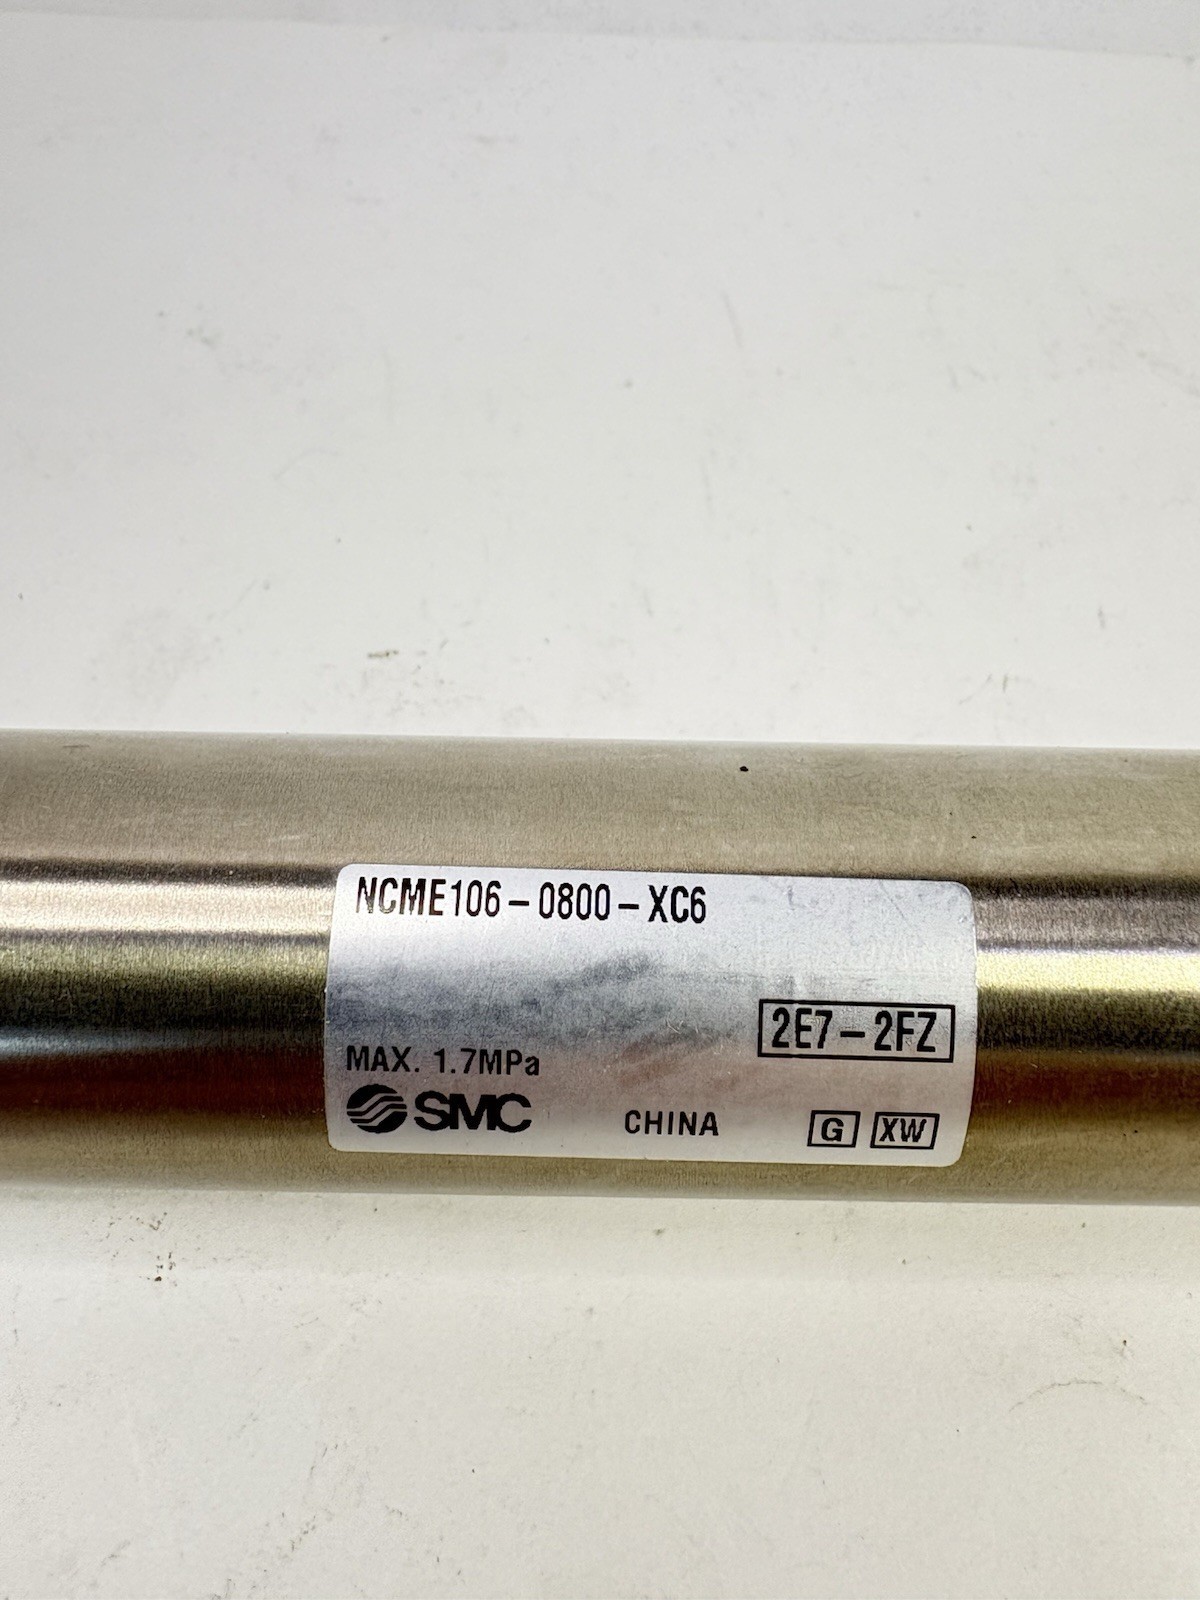 NCME106-0800-XC6
2E7-2FZ
MAX. 1.7MPa
SMC CHINA G XW